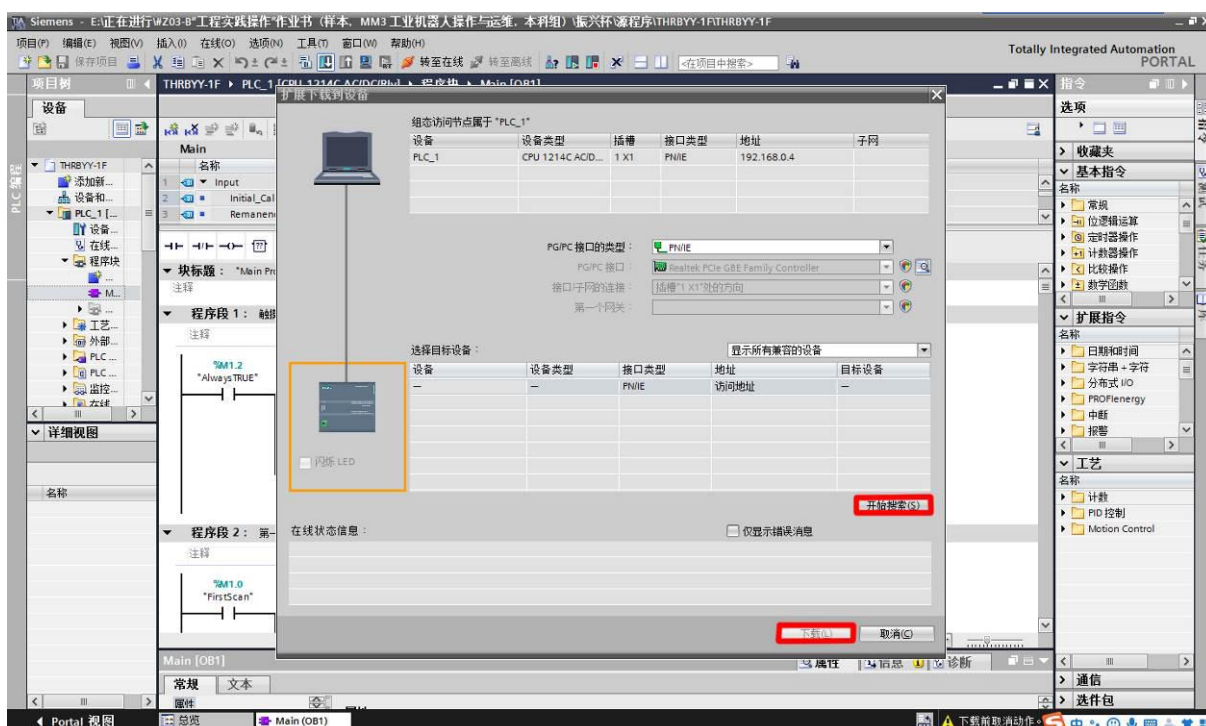 Siemens - E:\正在进行\#Z03-B"工程实践操作"作业书（样本，MM3 工业机器人操作与运维，本科组）\振兴杯\源程序\THRBYY-1F\THRBYY-1F
项目(P) 编辑(E) 视图(V) 插入(I) 在线(O) 选项(N) 工具(T) 窗口(W) 帮助(H)
Totally Integrated Automation
PORTAL
保存项目 转至在线 转至离线 <在项目中搜索>
项目树
设备
THRBYY-1F
添加新...
设备和...
PLC_1 [...
设备...
在线...
程序块
...
M...
...
工艺...
外部...
PLC ...
PLC ...
监控...
在线
详细视图
名称
PLC 编程
THRBYY-1F PLC_1 [CPU 1214C AC/DC/Rly] 程序块 Main [OB1]
Main
名称
1 Input
2 Initial_Cal
3 Remanen
??
块标题： "Main Pr
注释
程序段 1： 触摸
注释
%M1.2
"AlwaysTRUE"
程序段 2： 第一
注释
%M1.0
"FirstScan"
扩展下载到设备
组态访问节点属于 "PLC_1"
设备 设备类型 插槽 接口类型 地址 子网
PLC_1 CPU 1214C AC/D... 1 X1 PN/IE 192.168.0.4
PG/PC 接口的类型： PN/IE
PG/PC 接口： Realtek PCIe GBE Family Controller
接口/子网的连接： 插槽"1 X1"处的方向
第一个网关：
选择目标设备： 显示所有兼容的设备
设备 设备类型 接口类型 地址 目标设备
— — PN/IE 访问地址 —
闪烁 LED
开始搜索(S)
在线状态信息： 仅显示错误消息
下载(L) 取消(C)
Main [OB1]
属性 信息 诊断
常规 文本
属性
指令
选项
收藏夹
基本指令
名称
常规
位逻辑运算
定时器操作
计数器操作
比较操作
数学函数
扩展指令
名称
日期和时间
字符串 + 字符
分布式 I/O
PROFIenergy
中断
报警
工艺
名称
计数
PID 控制
Motion Control
通信
选件包
Portal 视图 总览 Main (OB1) 下载前取消动作。
中